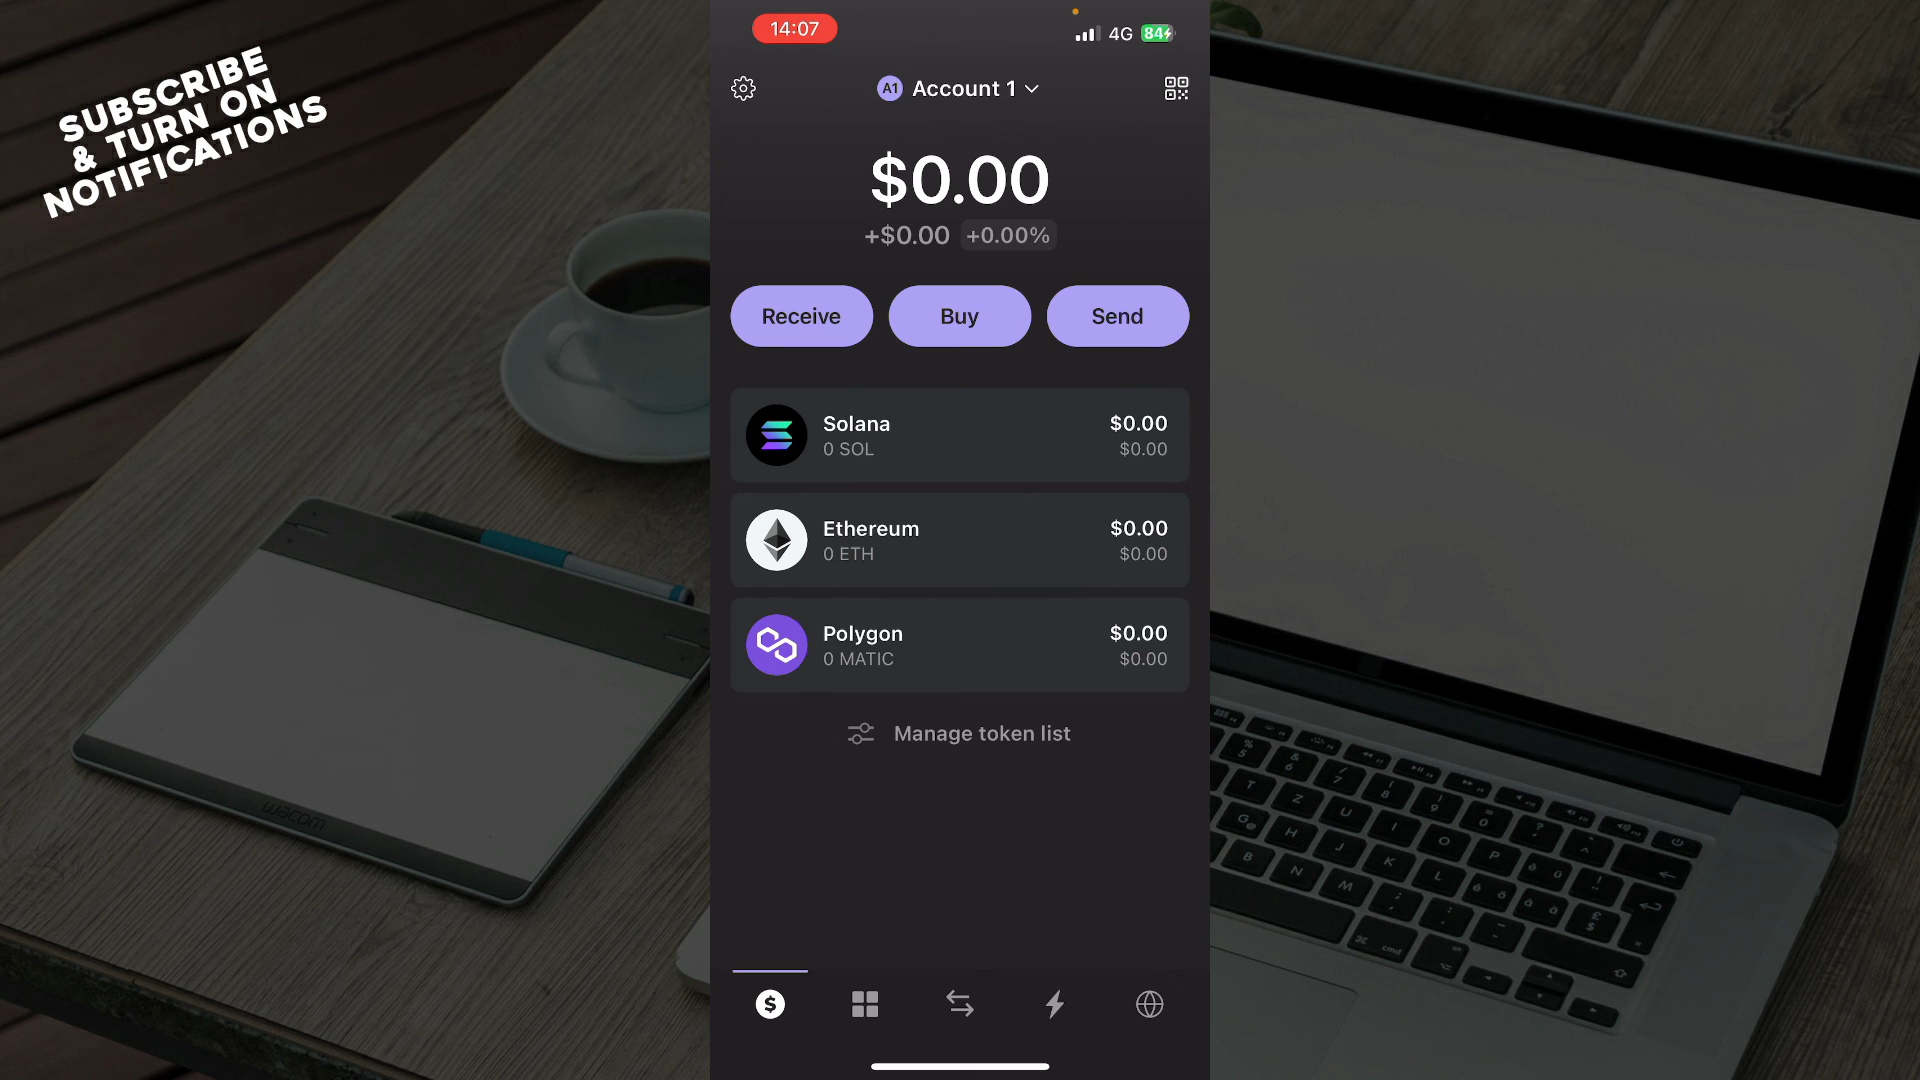 SUBSCRIBE
& TURN ON
NOTIFICATIONS
14:07
4G 84
A1 Account 1
$0.00
+$0.00 +0.00%
Receive Buy Send
Solana $0.00
0 SOL $0.00
Ethereum $0.00
0 ETH $0.00
Polygon $0.00
0 MATIC $0.00
Manage token list
wacom